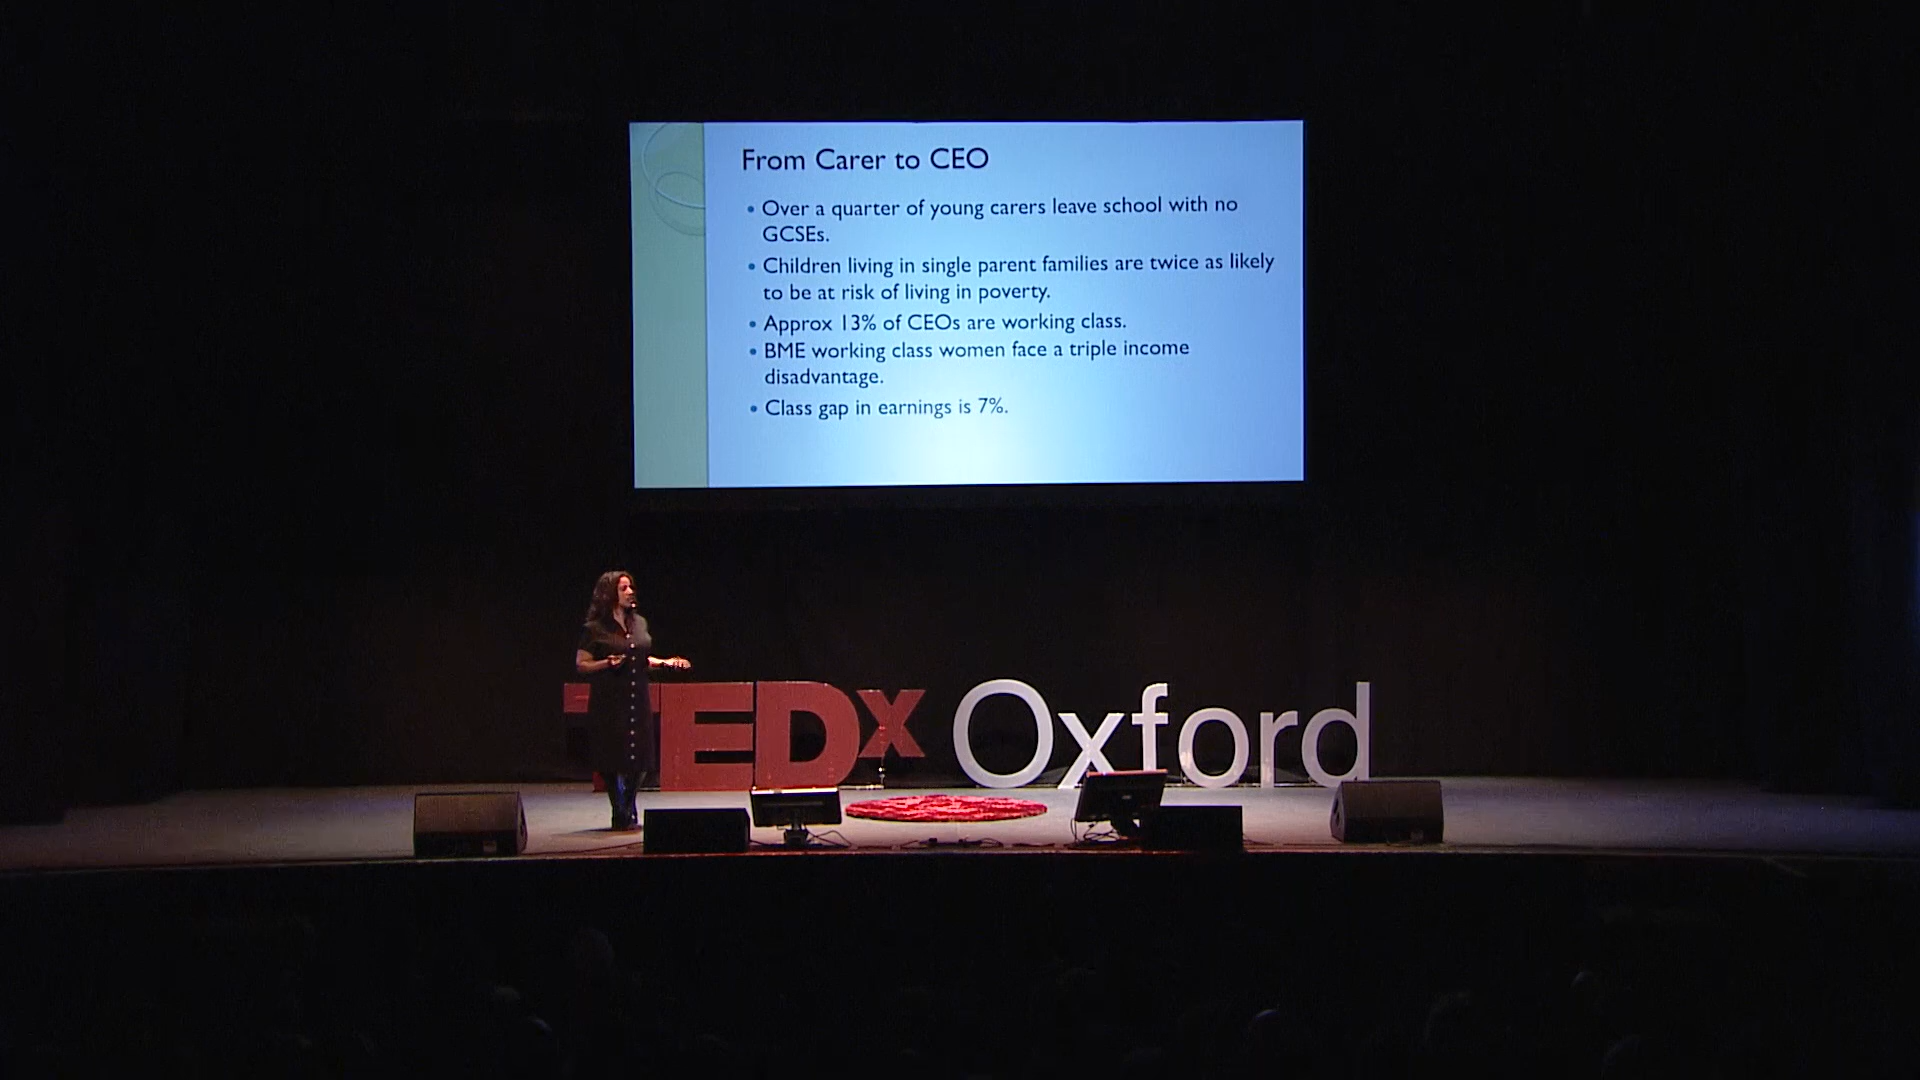 From Carer to CEO
• Over a quarter of young carers leave school with no
GCSEs.
• Children living in single parent families are twice as likely
to be at risk of living in poverty.
• Approx 13% of CEOs are working class.
• BME working class women face a triple income
disadvantage.
• Class gap in earnings is 7%.
TEDx Oxford